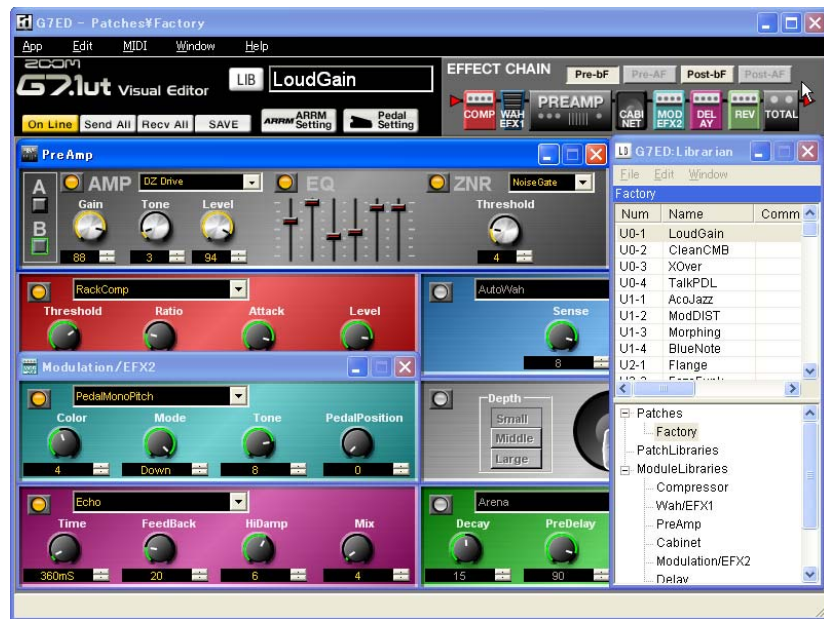 G7ED - Patches¥Factory
App Edit MIDI Window Help
ZOOM
G7.1ut Visual Editor
LIB LoudGain
On Line Send All Recv All SAVE ARRM ARRM Setting Pedal Setting
EFFECT CHAIN Pre-bF Pre-AF Post-bF Post-AF
COMP WAH EFX1 PREAMP CABI NET MOD EFX2 DEL AY REV TOTAL
PreAmp
A
B
AMP DZ Drive EQ ZNR NoiseGate
Gain Tone Level Threshold
88 3 94 4
RackComp
Threshold Ratio Attack Level
AutoWah
Sense
8
Modulation/EFX2
PedalMonoPitch
Color Mode Tone PedalPosition
4 Down 8 0
Depth
Small
Middle
Large
Echo
Time FeedBack HiDamp Mix
360mS 20 6 4
Arena
Decay PreDelay
15 90
LD G7ED:Librarian
File Edit Window
Factory
Num Name Comm
U0-1 LoudGain
U0-2 CleanCMB
U0-3 XOver
U0-4 TalkPDL
U1-1 AcoJazz
U1-2 ModDIST
U1-3 Morphing
U1-4 BlueNote
U2-1 Flange
Patches
Factory
PatchLibraries
ModuleLibraries
Compressor
Wah/EFX1
PreAmp
Cabinet
Modulation/EFX2
Delay